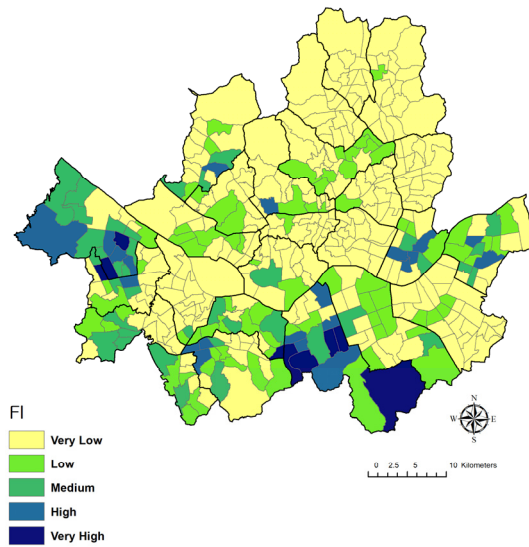 FI
Very Low
Low
Medium
High
Very High
N
W E
S
0 2.5 5 10 Kilometers